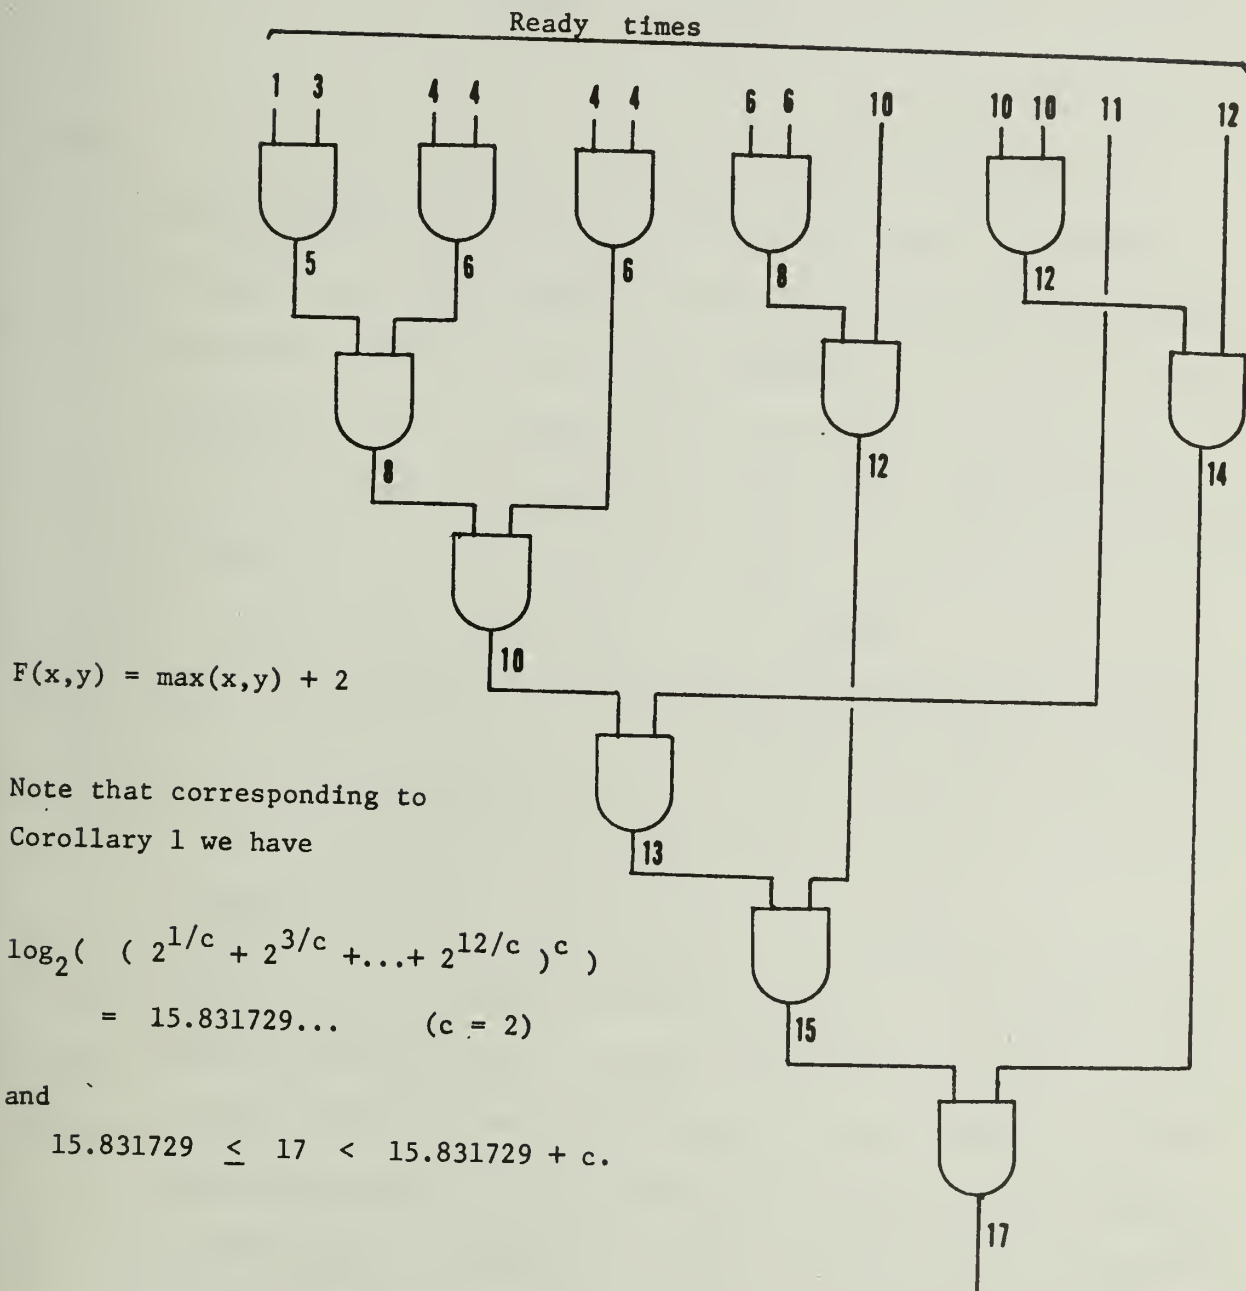 Ready times
1 3 4 4 4 4 6 6 10 10 10 11 12
5 6 6 8 12
8 12 14
10
F(x,y) = max(x,y) + 2
Note that corresponding to
Corollary 1 we have
13
log₂( ( 2^{1/c} + 2^{3/c} +...+ 2^{12/c} )^c )
= 15.831729... (c = 2)
15
and
15.831729 ≤ 17 < 15.831729 + c.
17